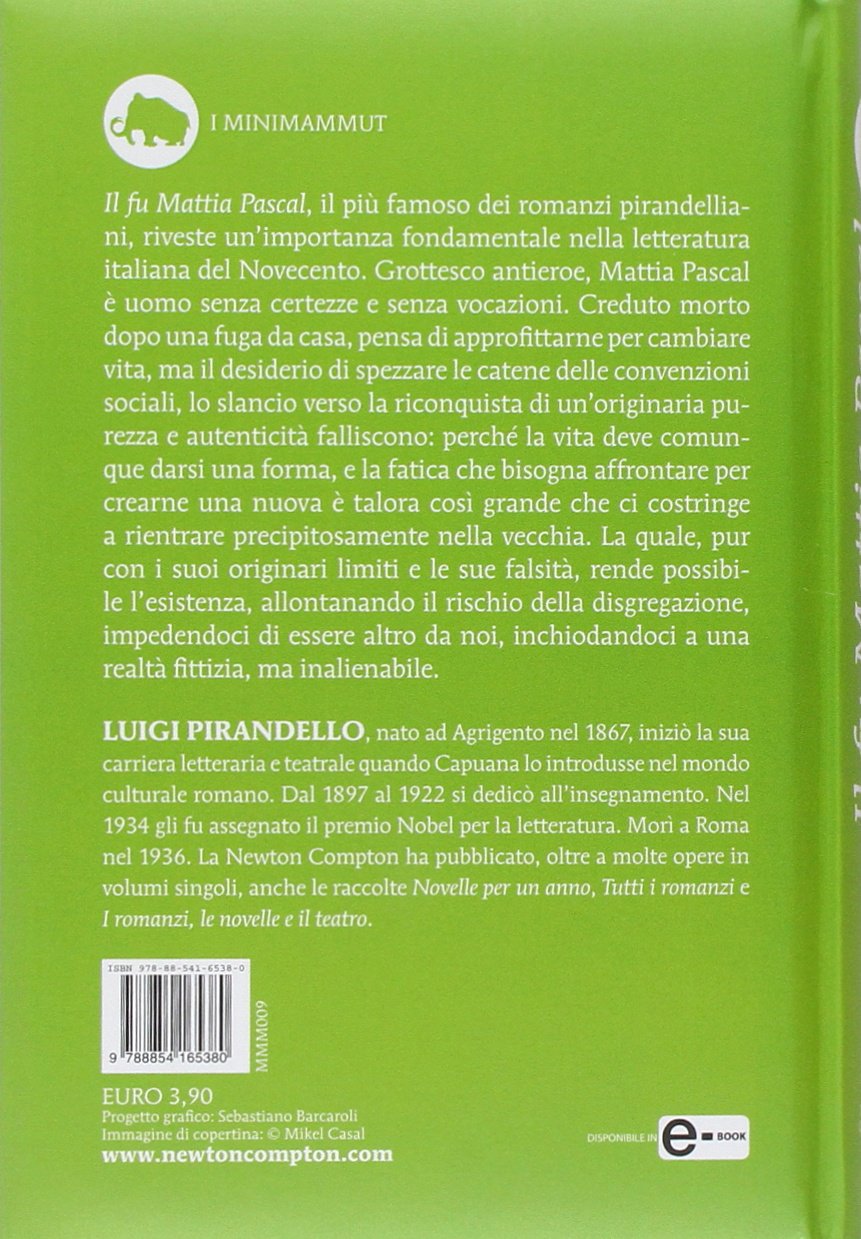 I MINIMAMMUT
Il fu Mattia Pascal, il più famoso dei romanzi pirandellia-
ni, riveste un'importanza fondamentale nella letteratura
italiana del Novecento. Grottesco antieroe, Mattia Pascal
è uomo senza certezze e senza vocazioni. Creduto morto
dopo una fuga da casa, pensa di approfittarne per cambiare
vita, ma il desiderio di spezzare le catene delle convenzioni
sociali, lo slancio verso la riconquista di un'originaria pu-
rezza e autenticità falliscono: perché la vita deve comun-
que darsi una forma, e la fatica che bisogna affrontare per
crearne una nuova è talora così grande che ci costringe
a rientrare precipitosamente nella vecchia. La quale, pur
con i suoi originari limiti e le sue falsità, rende possibi-
le l'esistenza, allontanando il rischio della disgregazione,
impedendoci di essere altro da noi, inchiodandoci a una
realtà fittizia, ma inalienabile.
LUIGI PIRANDELLO, nato ad Agrigento nel 1867, iniziò la sua
carriera letteraria e teatrale quando Capuana lo introdusse nel mondo
culturale romano. Dal 1897 al 1922 si dedicò all'insegnamento. Nel
1934 gli fu assegnato il premio Nobel per la letteratura. Morì a Roma
nel 1936. La Newton Compton ha pubblicato, oltre a molte opere in
volumi singoli, anche le raccolte Novelle per un anno, Tutti i romanzi e
I romanzi, le novelle e il teatro.
ISBN 978-88-541-6538-0
9 788854 165380
MMM009
EURO 3,90
Progetto grafico: Sebastiano Barcaroli
Immagine di copertina: © Mikel Casal
www.newtoncompton.com
DISPONIBILE IN e-BOOK